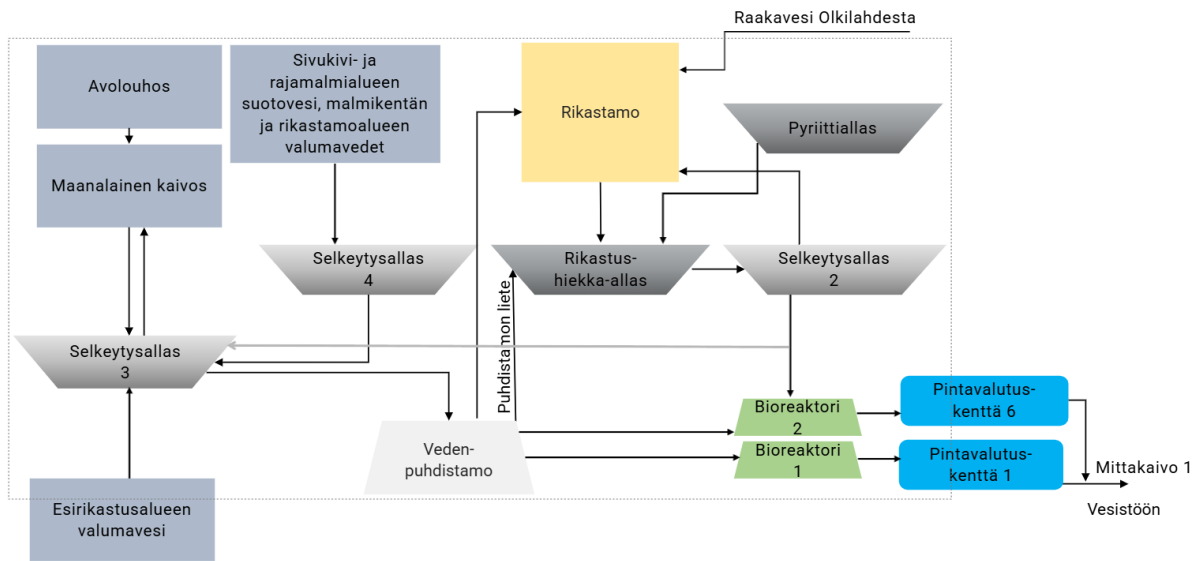 Raakavesi Olkilahdesta
Avolouhos
Sivukivi- ja
rajamalmialueen
suotovesi, malmikentän
ja rikastamoalueen
valumavedet
Rikastamo
Pyriittiallas
Maanalainen kaivos
Selkeytysallas
4
Rikastus-
hiekka-allas
Selkeytysallas
2
Puhdistamon liete
Selkeytysallas
3
Bioreaktori
2
Pintavalutus-
kenttä 6
Veden-
puhdistamo
Bioreaktori
1
Pintavalutus-
kenttä 1
Mittakaivo 1
Vesistöön
Esirikastusalueen
valumavesi